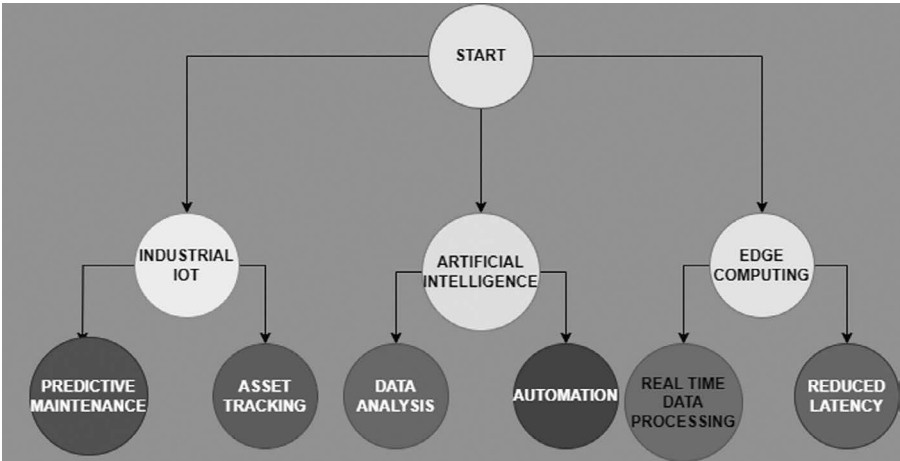 START
INDUSTRIAL
IOT
ARTIFICIAL
INTELLIGENCE
EDGE
COMPUTING
PREDICTIVE
MAINTENANCE
ASSET
TRACKING
DATA
ANALYSIS
AUTOMATION
REAL TIME
DATA
PROCESSING
REDUCED
LATENCY